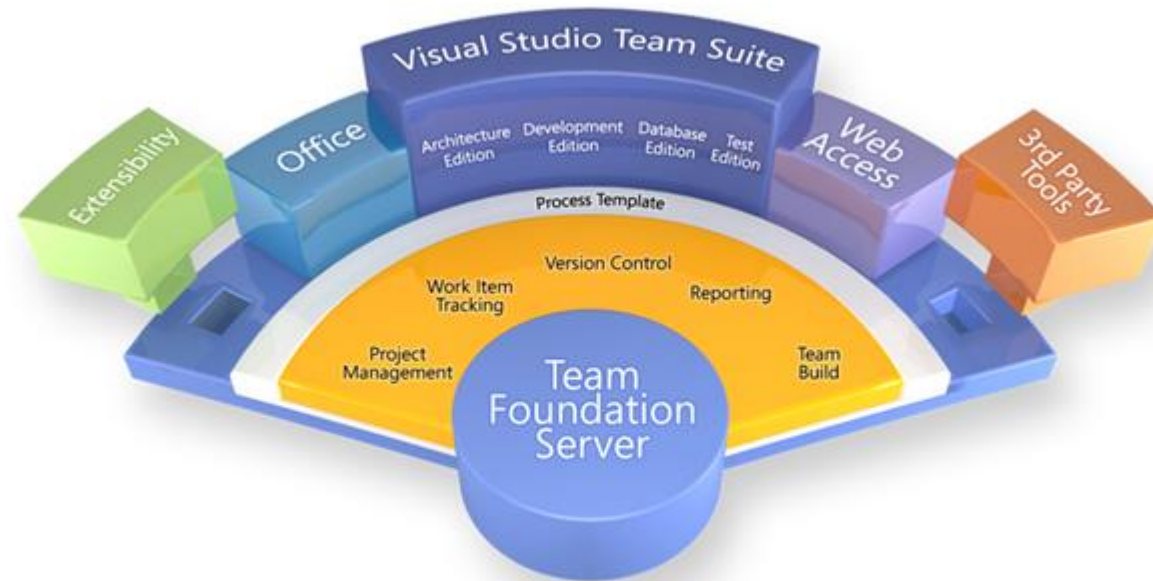 Visual Studio Team Suite
Architecture
Edition
Development
Edition
Database
Edition
Test
Edition
Extensibility
Office
Web
Access
3rd Party
Tools
Process Template
Version Control
Work Item
Tracking
Reporting
Project
Management
Team
Build
Team
Foundation
Server